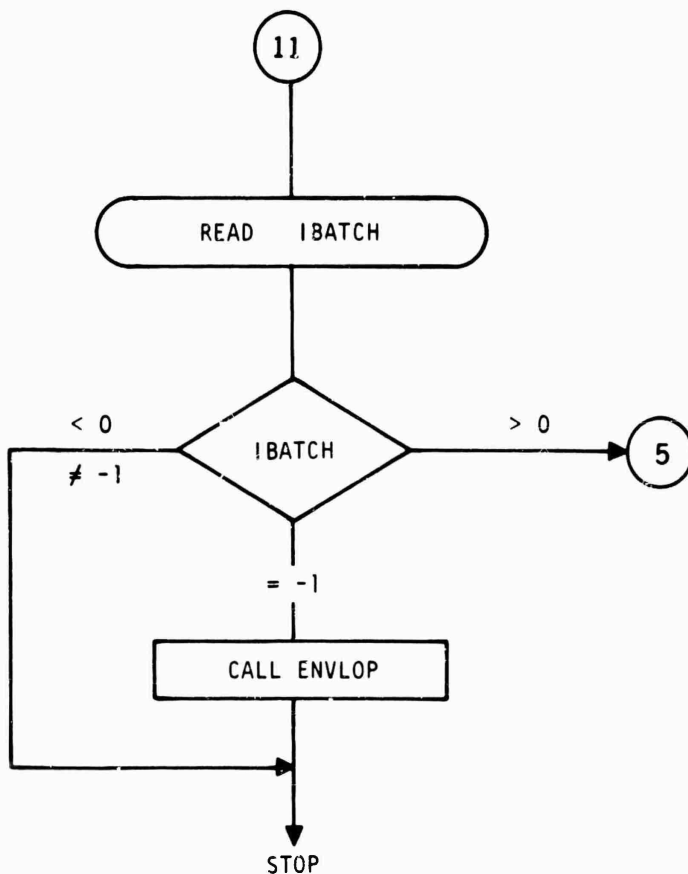 11
READ IBATCH
< 0
> 0
IBATCH
5
≠ -1
= -1
CALL ENVLOP
STOP